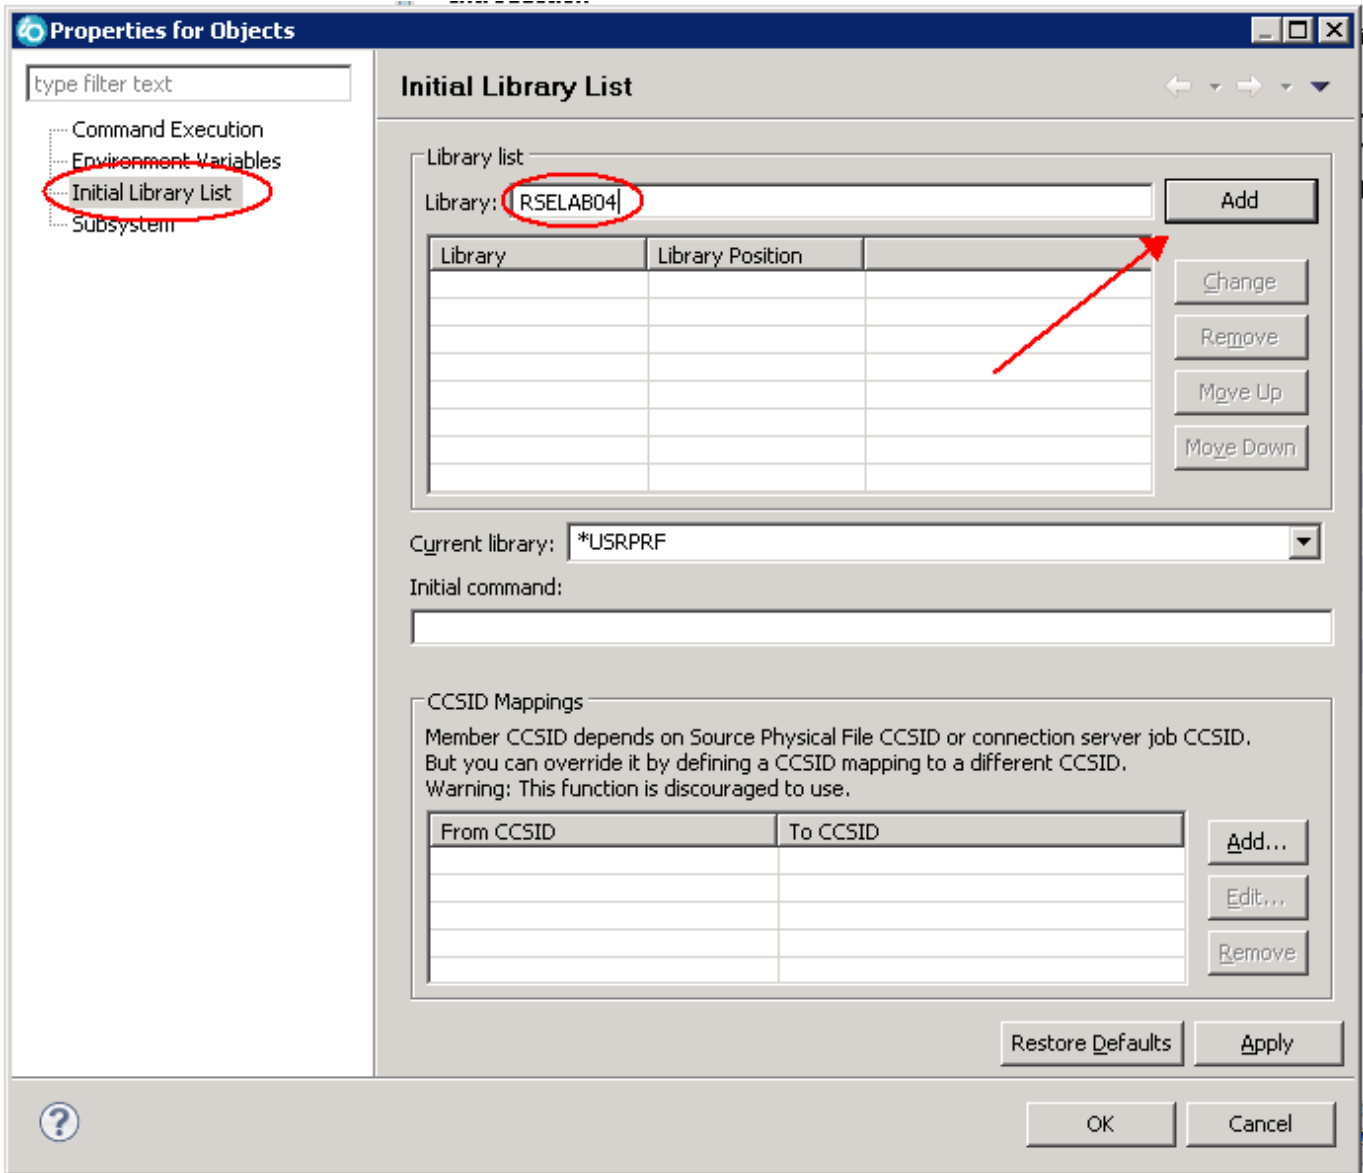 Properties for Objects
type filter text
Command Execution
Environment Variables
Initial Library List
Subsystem
Initial Library List
Library list
Library: RSELAB04 Add
Library Library Position
Change
Remove
Move Up
Move Down
Current library: *USRPRF
Initial command:
CCSID Mappings
Member CCSID depends on Source Physical File CCSID or connection server job CCSID.
But you can override it by defining a CCSID mapping to a different CCSID.
Warning: This function is discouraged to use.
From CCSID To CCSID
Add...
Edit...
Remove
Restore Defaults Apply
? OK Cancel